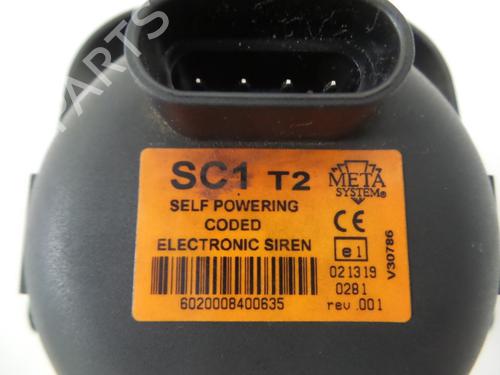 PARTS
SC1 T2
META
SYSTEM®
SELF POWERING
CODED
ELECTRONIC SIREN
CE
e1
021319
0281
rev .001
6020008400635
V30786